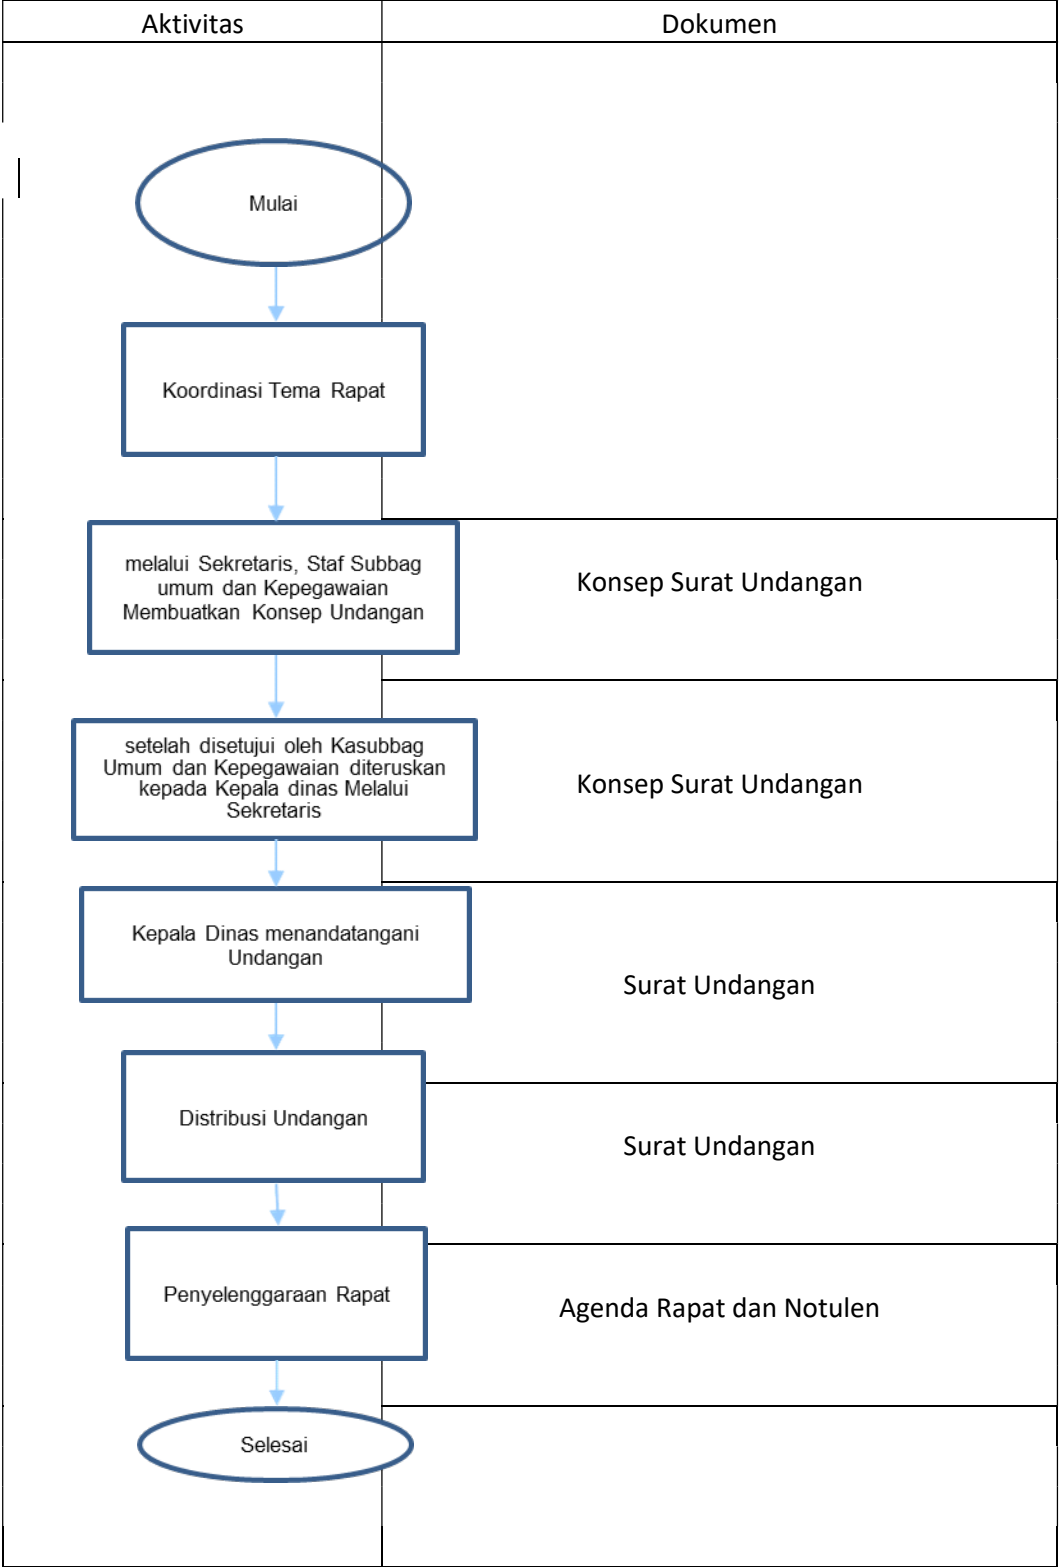 Aktivitas
Dokumen
Mulai
Koordinasi Tema Rapat
melalui Sekretaris, Staf Subbag
umum dan Kepegawaian
Membuatkan Konsep Undangan
Konsep Surat Undangan
setelah disetujui oleh Kasubbag
Umum dan Kepegawaian diteruskan
kepada Kepala dinas Melalui
Sekretaris
Konsep Surat Undangan
Kepala Dinas menandatangani
Undangan
Surat Undangan
Distribusi Undangan
Surat Undangan
Penyelenggaraan Rapat
Agenda Rapat dan Notulen
Selesai